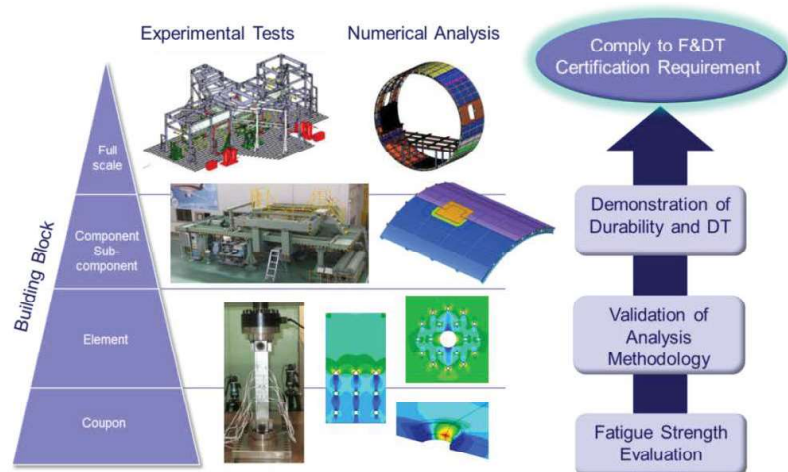 Experimental Tests
Numerical Analysis
Comply to F&DT
Certification Requirement
Building Block
Full
scale
Component
Sub-
component
Element
Coupon
Demonstration of
Durability and DT
Validation of
Analysis
Methodology
Fatigue Strength
Evaluation